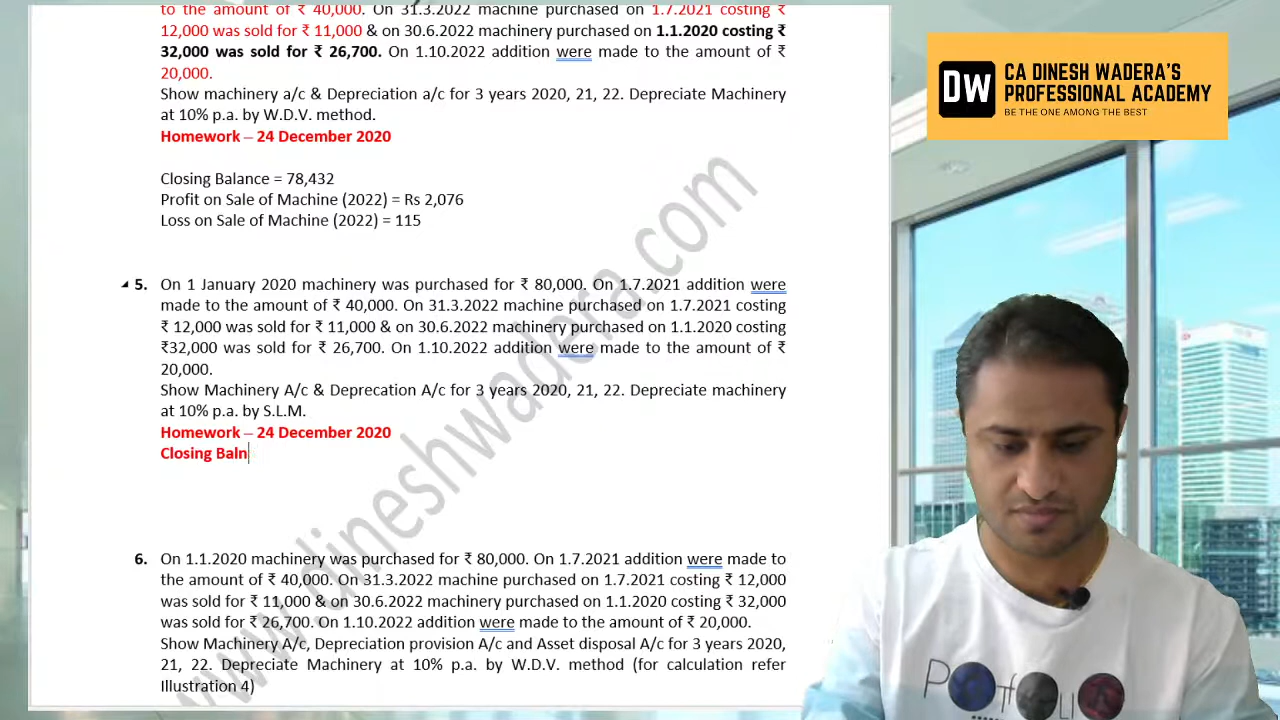 to the amount of ₹ 40,000. On 31.3.2022 machine purchased on 1.7.2021 costing ₹
12,000 was sold for ₹ 11,000 & on 30.6.2022 machinery purchased on 1.1.2020 costing ₹
32,000 was sold for ₹ 26,700. On 1.10.2022 addition were made to the amount of ₹
20,000.
Show machinery a/c & Depreciation a/c for 3 years 2020, 21, 22. Depreciate Machinery
at 10% p.a. by W.D.V. method.
Homework – 24 December 2020
Closing Balance = 78,432
Profit on Sale of Machine (2022) = Rs 2,076
Loss on Sale of Machine (2022) = 115
5. On 1 January 2020 machinery was purchased for ₹ 80,000. On 1.7.2021 addition were
made to the amount of ₹ 40,000. On 31.3.2022 machine purchased on 1.7.2021 costing
₹ 12,000 was sold for ₹ 11,000 & on 30.6.2022 machinery purchased on 1.1.2020 costing
₹32,000 was sold for ₹ 26,700. On 1.10.2022 addition were made to the amount of ₹
20,000.
Show Machinery A/c & Deprecation A/c for 3 years 2020, 21, 22. Depreciate machinery
at 10% p.a. by S.L.M.
Homework – 24 December 2020
Closing Baln
6. On 1.1.2020 machinery was purchased for ₹ 80,000. On 1.7.2021 addition were made to
the amount of ₹ 40,000. On 31.3.2022 machine purchased on 1.7.2021 costing ₹ 12,000
was sold for ₹ 11,000 & on 30.6.2022 machinery purchased on 1.1.2020 costing ₹ 32,000
was sold for ₹ 26,700. On 1.10.2022 addition were made to the amount of ₹ 20,000.
Show Machinery A/c, Depreciation provision A/c and Asset disposal A/c for 3 years 2020,
21, 22. Depreciate Machinery at 10% p.a. by W.D.V. method (for calculation refer
Illustration 4)
www.dineshwadera.com
DW
CA DINESH WADERA'S
PROFESSIONAL ACADEMY
BE THE ONE AMONG THE BEST